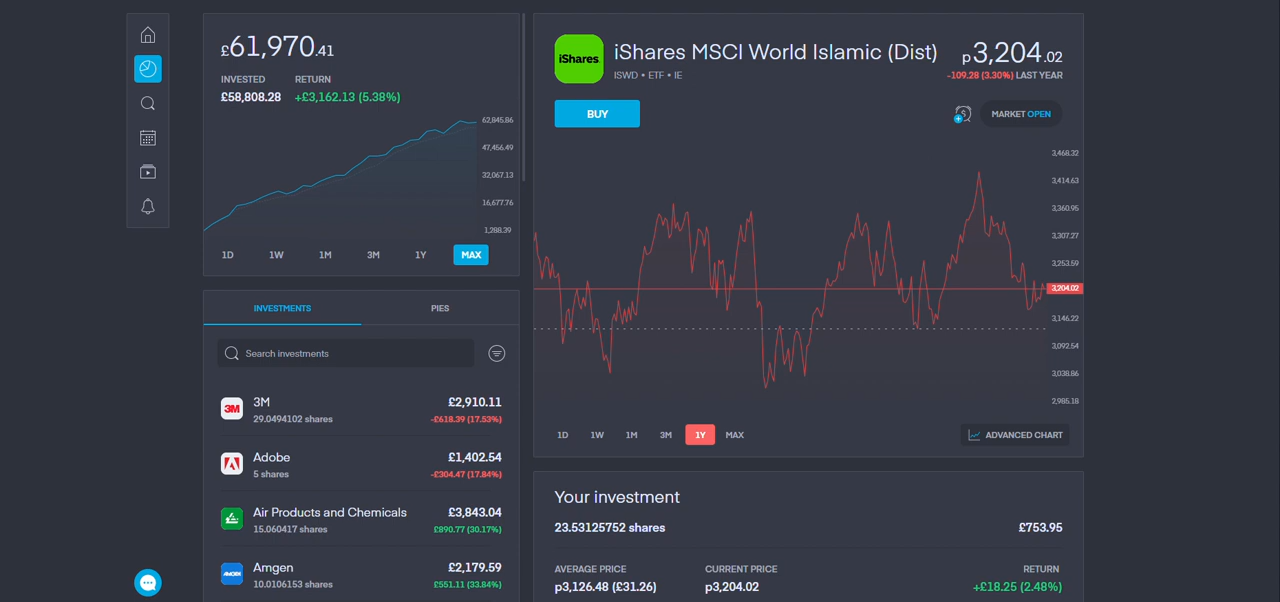 £61,970.41
INVESTED RETURN
£58,808.28 +£3,162.13 (5.38%)
62,845.86
47,456.49
32,067.13
16,677.76
1,288.39
1D 1W 1M 3M 1Y MAX
INVESTMENTS PIES
Search investments
3M £2,910.11
29.0494102 shares -£618.39 (17.53%)
Adobe £1,402.54
5 shares -£304.47 (17.84%)
Air Products and Chemicals £3,843.04
15.060417 shares £890.77 (30.17%)
AMGEN
Amgen £2,179.59
10.0106153 shares £551.11 (33.84%)
iShares.
iShares MSCI World Islamic (Dist) p3,204.02
ISWD • ETF • IE -109.28 (3.30%) LAST YEAR
BUY MARKET OPEN
3,468.32
3,414.63
3,360.95
3,307.27
3,253.59
3,204.02
3,146.22
3,092.54
3,038.86
2,985.18
1D 1W 1M 3M 1Y MAX ADVANCED CHART
Your investment
23.53125752 shares £753.95
AVERAGE PRICE CURRENT PRICE RETURN
p3,126.48 (£31.26) p3,204.02 +£18.25 (2.48%)